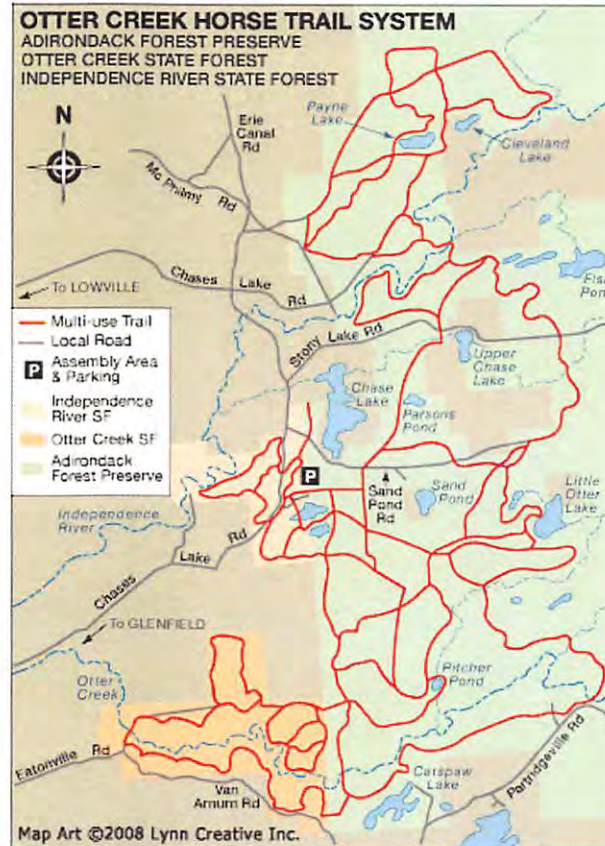 OTTER CREEK HORSE TRAIL SYSTEM
ADIRONDACK FOREST PRESERVE
OTTER CREEK STATE FOREST
INDEPENDENCE RIVER STATE FOREST
N
Erie
Canal
Rd
Mc Philmy Rd
Payne
Lake
Cleveland
Lake
Chases Lake Rd
To LOWVILLE
Fish
Pond
Stony Lake Rd
Multi-use Trail
Local Road
P Assembly Area
& Parking
Independence
River SF
Otter Creek SF
Adirondack
Forest Preserve
Upper
Chase
Lake
Chase
Lake
Parsons
Pond
P
Sand
Pond
Rd
Sand
Pond
Little
Otter
Lake
Independence
River
Chases Lake Rd
To GLENFIELD
Otter
Creek
Pitcher
Pond
Eatonville Rd
Van
Arnum Rd
Catspaw
Lake
Partridgeville Rd
Map Art ©2008 Lynn Creative Inc.